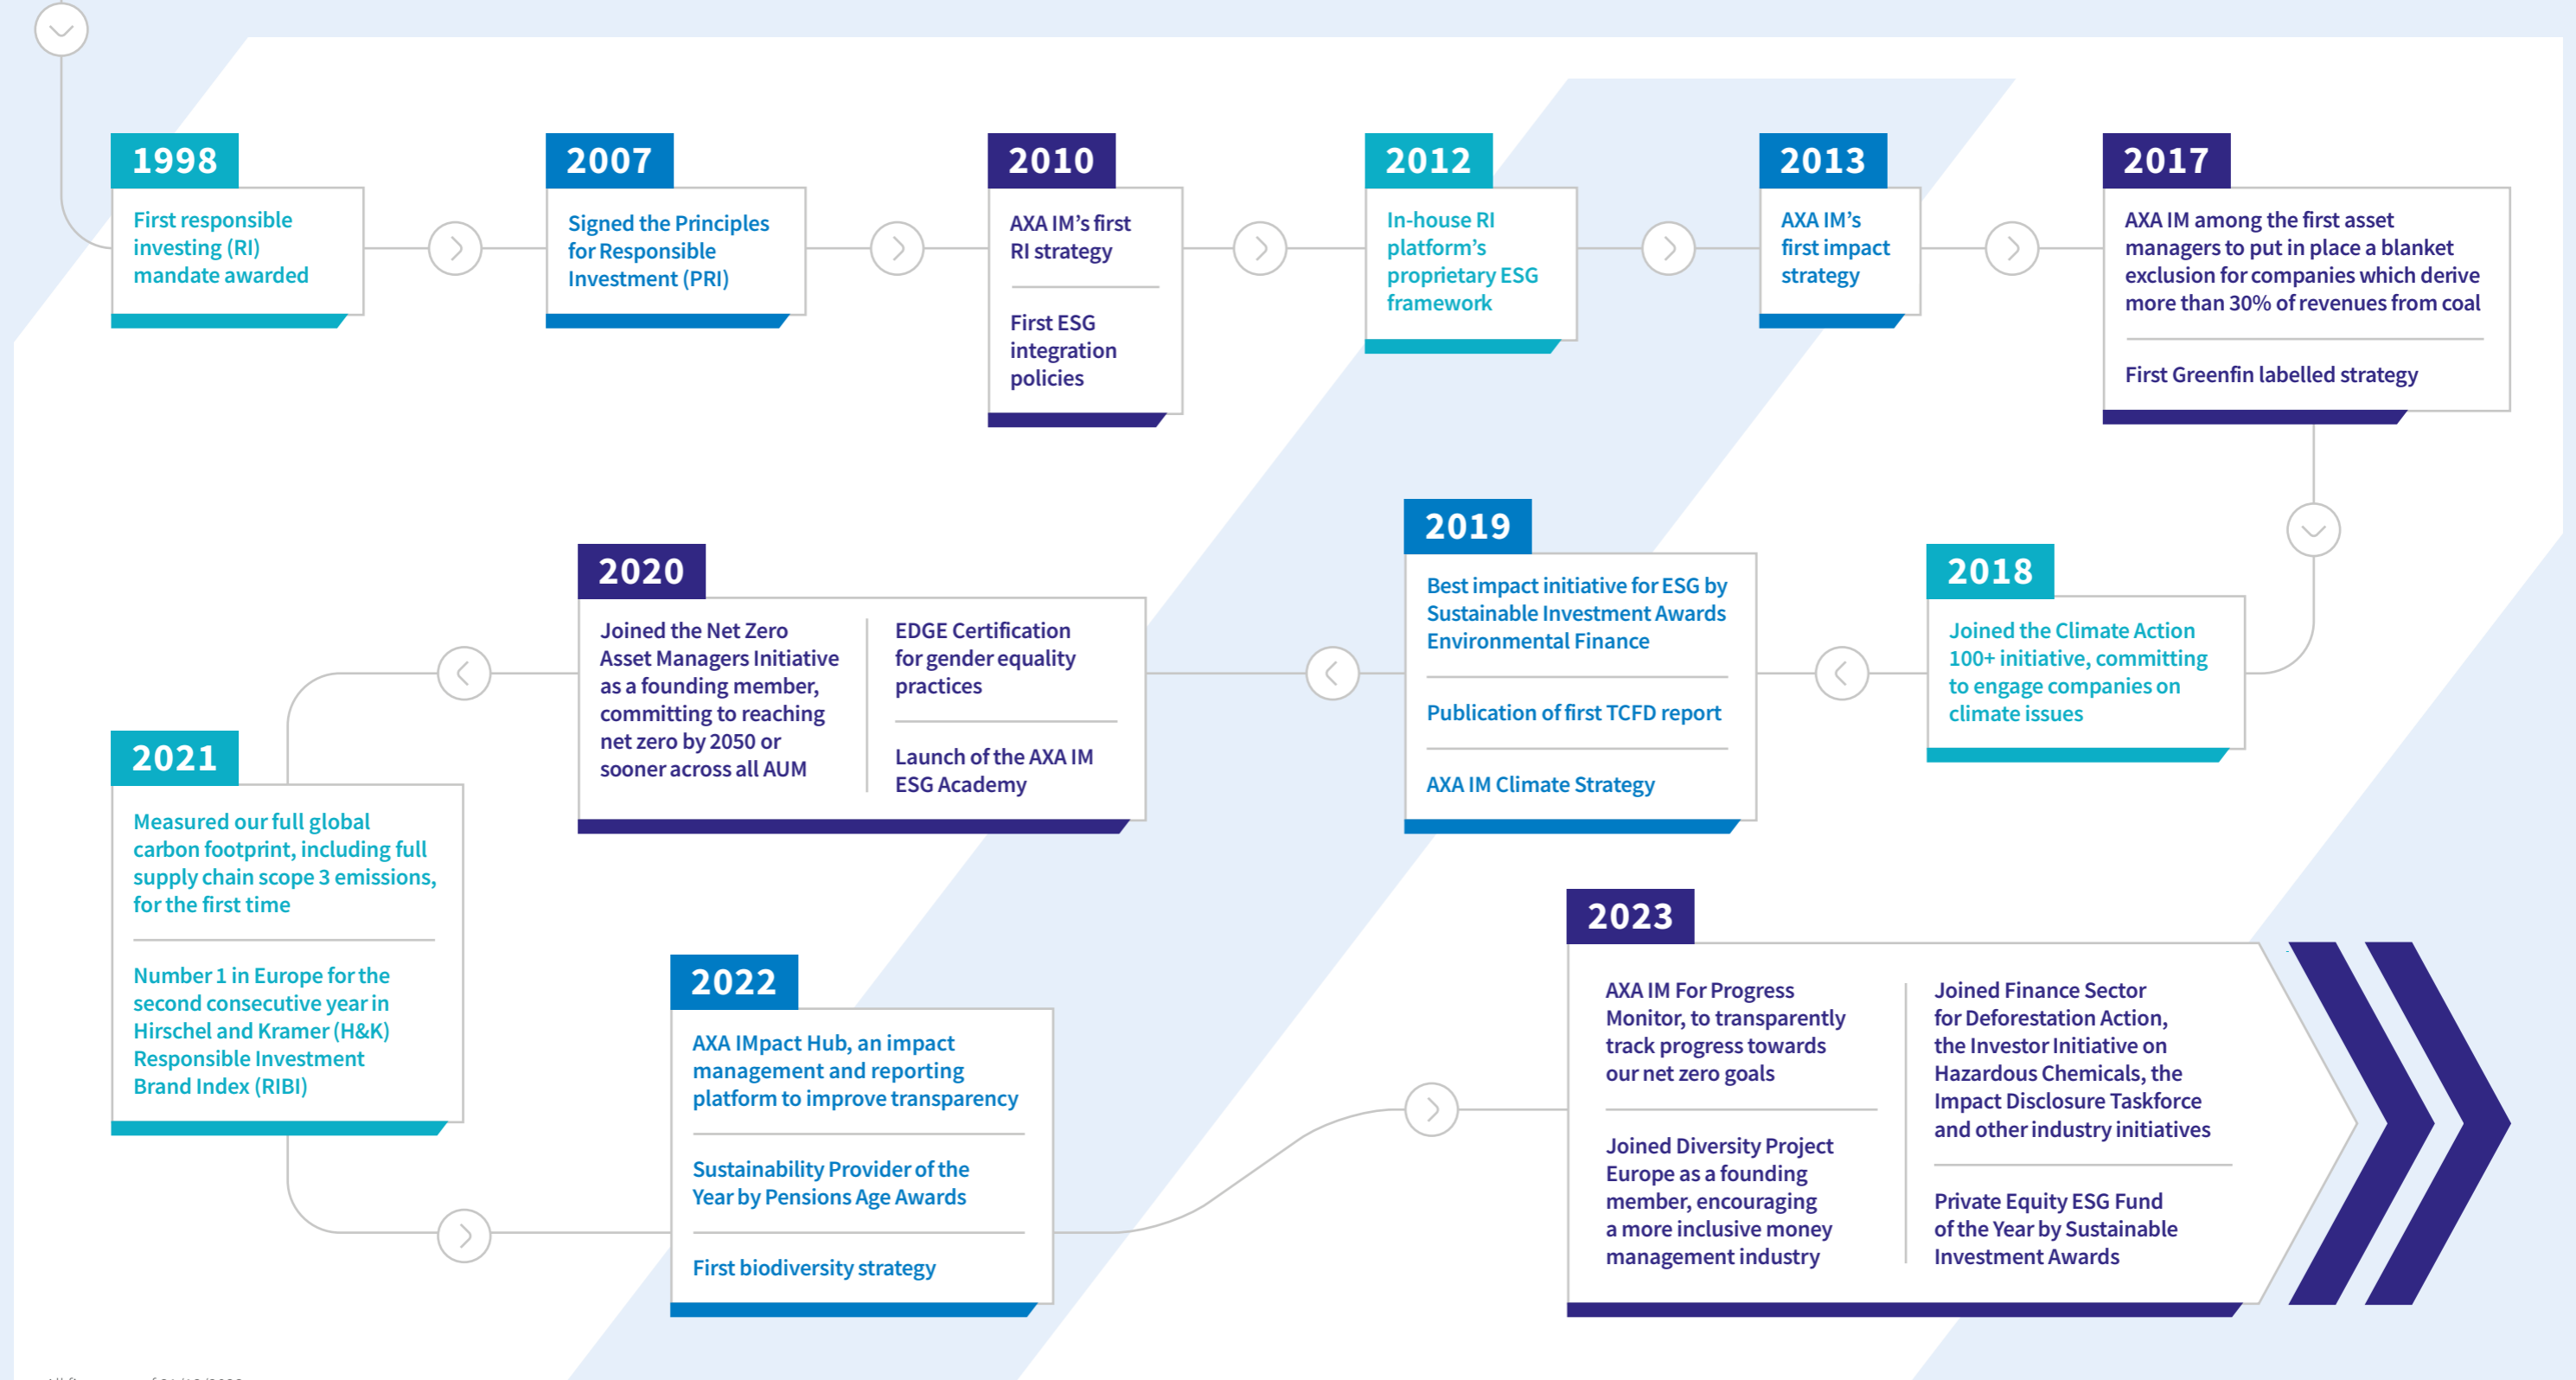 1998
First responsible
investing (RI)
mandate awarded
2007
Signed the Principles
for Responsible
Investment (PRI)
2010
AXA IM’s first
RI strategy
First ESG
integration
policies
2012
In-house RI
platform’s
proprietary ESG
framework
2013
AXA IM’s
first impact
strategy
2017
AXA IM among the first asset
managers to put in place a blanket
exclusion for companies which derive
more than 30% of revenues from coal
First Greenfin labelled strategy
2018
Joined the Climate Action
100+ initiative, committing
to engage companies on
climate issues
2019
Best impact initiative for ESG by
Sustainable Investment Awards
Environmental Finance
Publication of first TCFD report
AXA IM Climate Strategy
2020
Joined the Net Zero
Asset Managers Initiative
as a founding member,
committing to reaching
net zero by 2050 or
sooner across all AUM
EDGE Certification
for gender equality
practices
Launch of the AXA IM
ESG Academy
2021
Measured our full global
carbon footprint, including full
supply chain scope 3 emissions,
for the first time
Number 1 in Europe for the
second consecutive year in
Hirschel and Kramer (H&K)
Responsible Investment
Brand Index (RIBI)
2022
AXA IMpact Hub, an impact
management and reporting
platform to improve transparency
Sustainability Provider of the
Year by Pensions Age Awards
First biodiversity strategy
2023
AXA IM For Progress
Monitor, to transparently
track progress towards
our net zero goals
Joined Diversity Project
Europe as a founding
member, encouraging
a more inclusive money
management industry
Joined Finance Sector
for Deforestation Action,
the Investor Initiative on
Hazardous Chemicals, the
Impact Disclosure Taskforce
and other industry initiatives
Private Equity ESG Fund
of the Year by Sustainable
Investment Awards